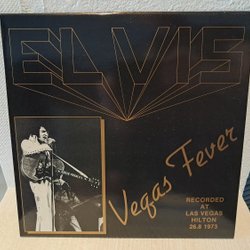 ELVIS
Vegas Fever
RECORDED
AT
LAS VEGAS
HILTON
26.8 1973